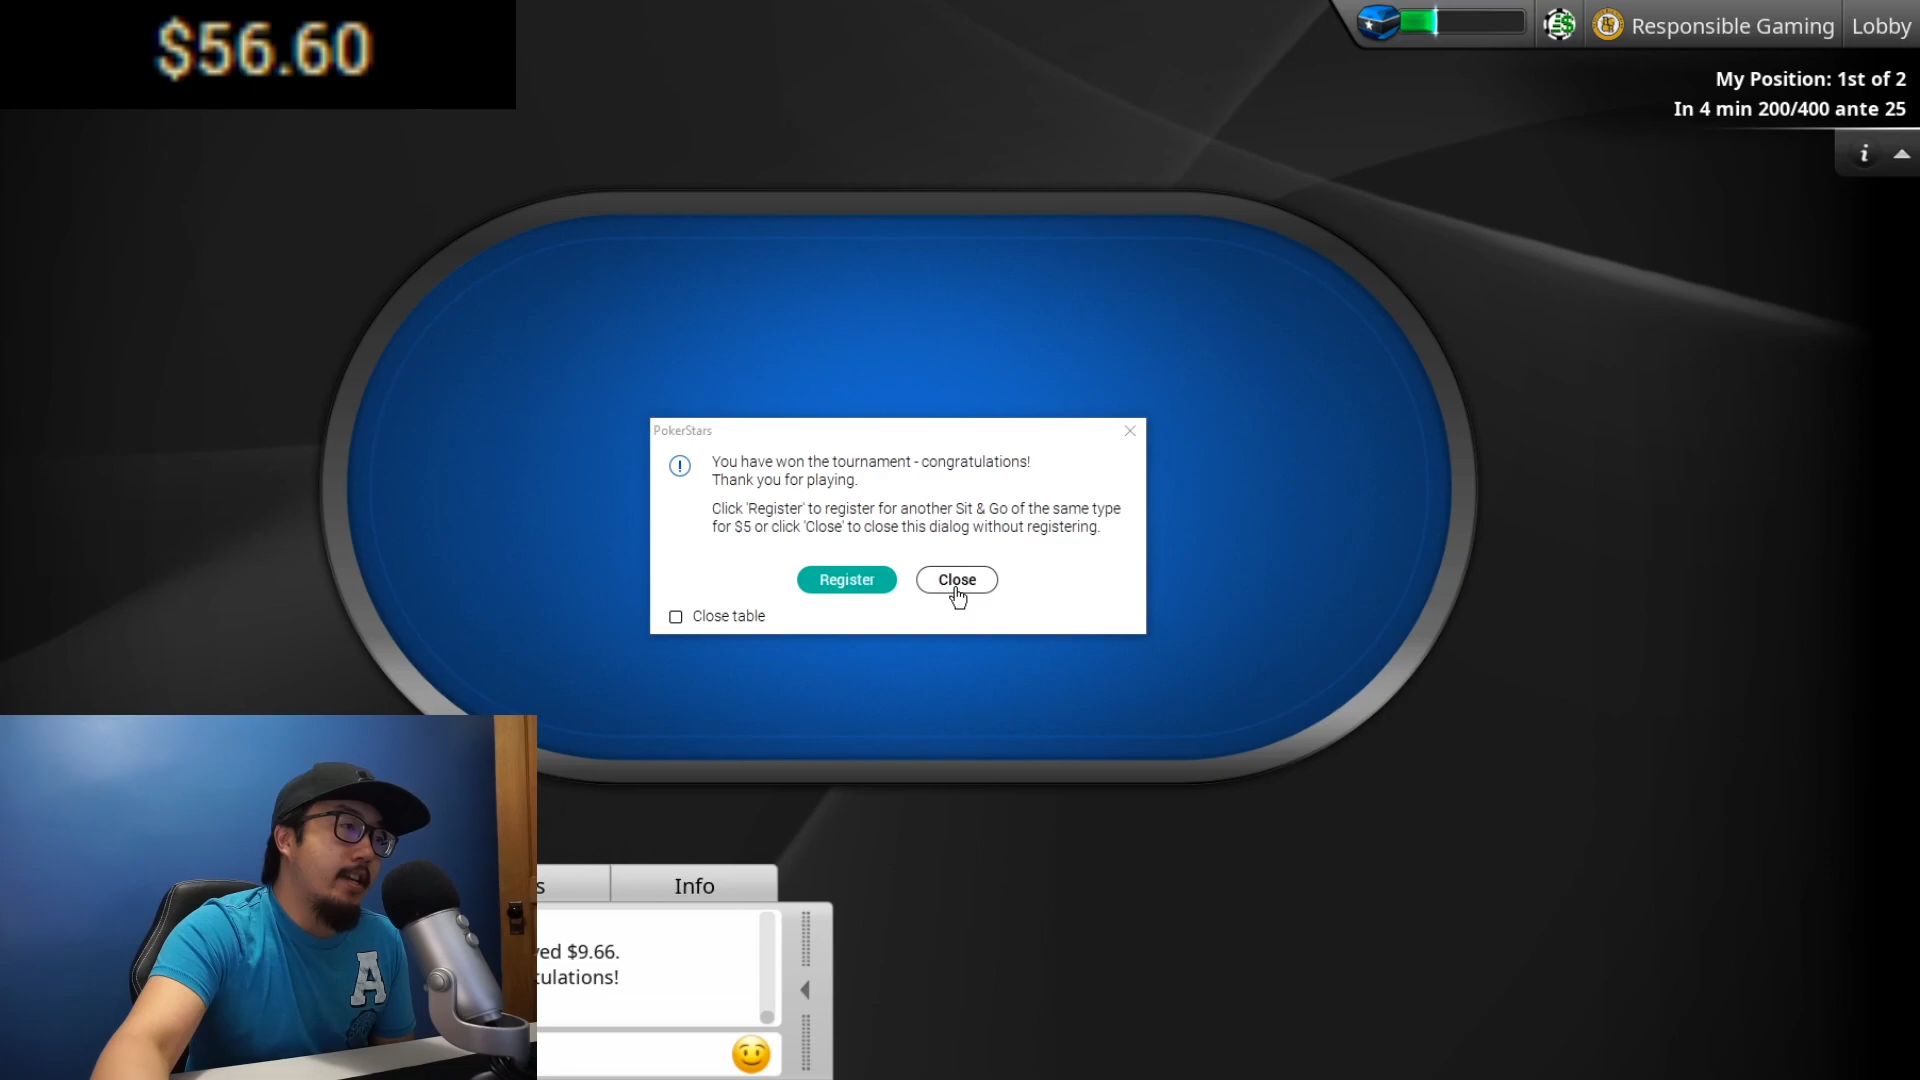 $56.60
Responsible Gaming
Lobby
My Position: 1st of 2
In 4 min 200/400 ante 25
i
PokerStars
You have won the tournament - congratulations!
Thank you for playing.
Click 'Register' to register for another Sit & Go of the same type
for $5 or click 'Close' to close this dialog without registering.
Register
Close
Close table
s
Info
ved $9.66.
tulations!
A